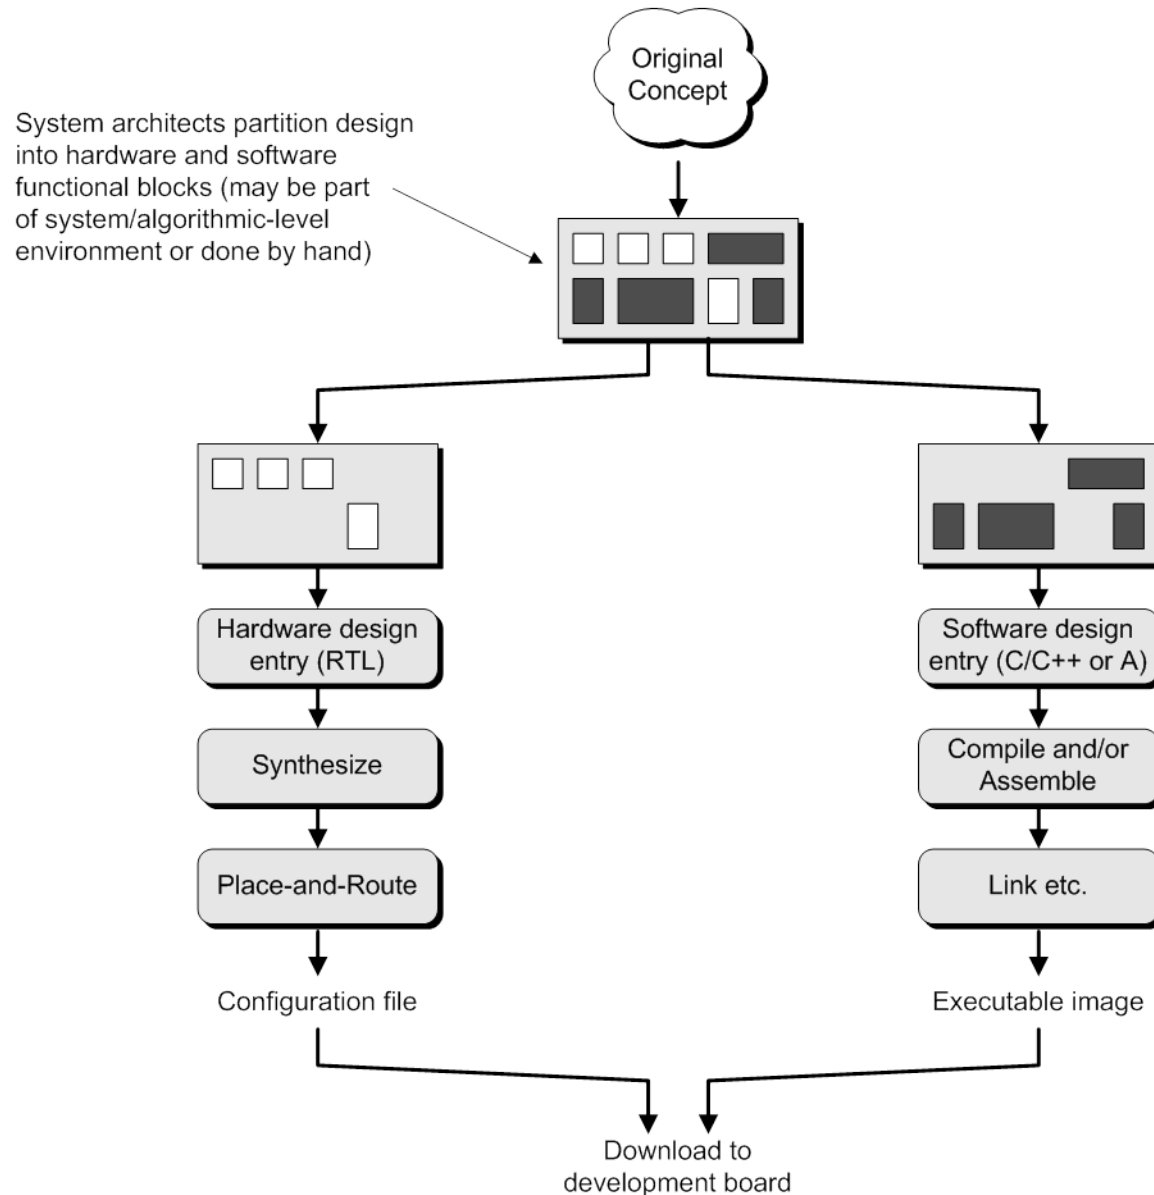 Original
Concept
System architects partition design
into hardware and software
functional blocks (may be part
of system/algorithmic-level
environment or done by hand)
Hardware design
entry (RTL)
Synthesize
Place-and-Route
Configuration file
Software design
entry (C/C++ or A)
Compile and/or
Assemble
Link etc.
Executable image
Download to
development board